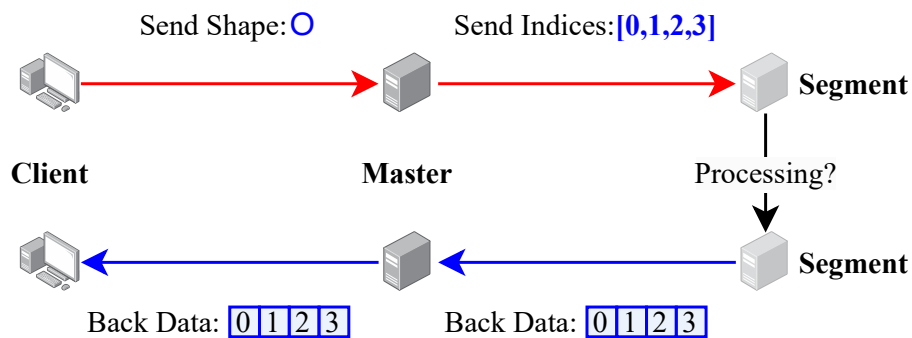 Send Shape: O
Send Indices:[0,1,2,3]
Segment
Client
Master
Processing?
Segment
Back Data: 0 1 2 3
Back Data: 0 1 2 3